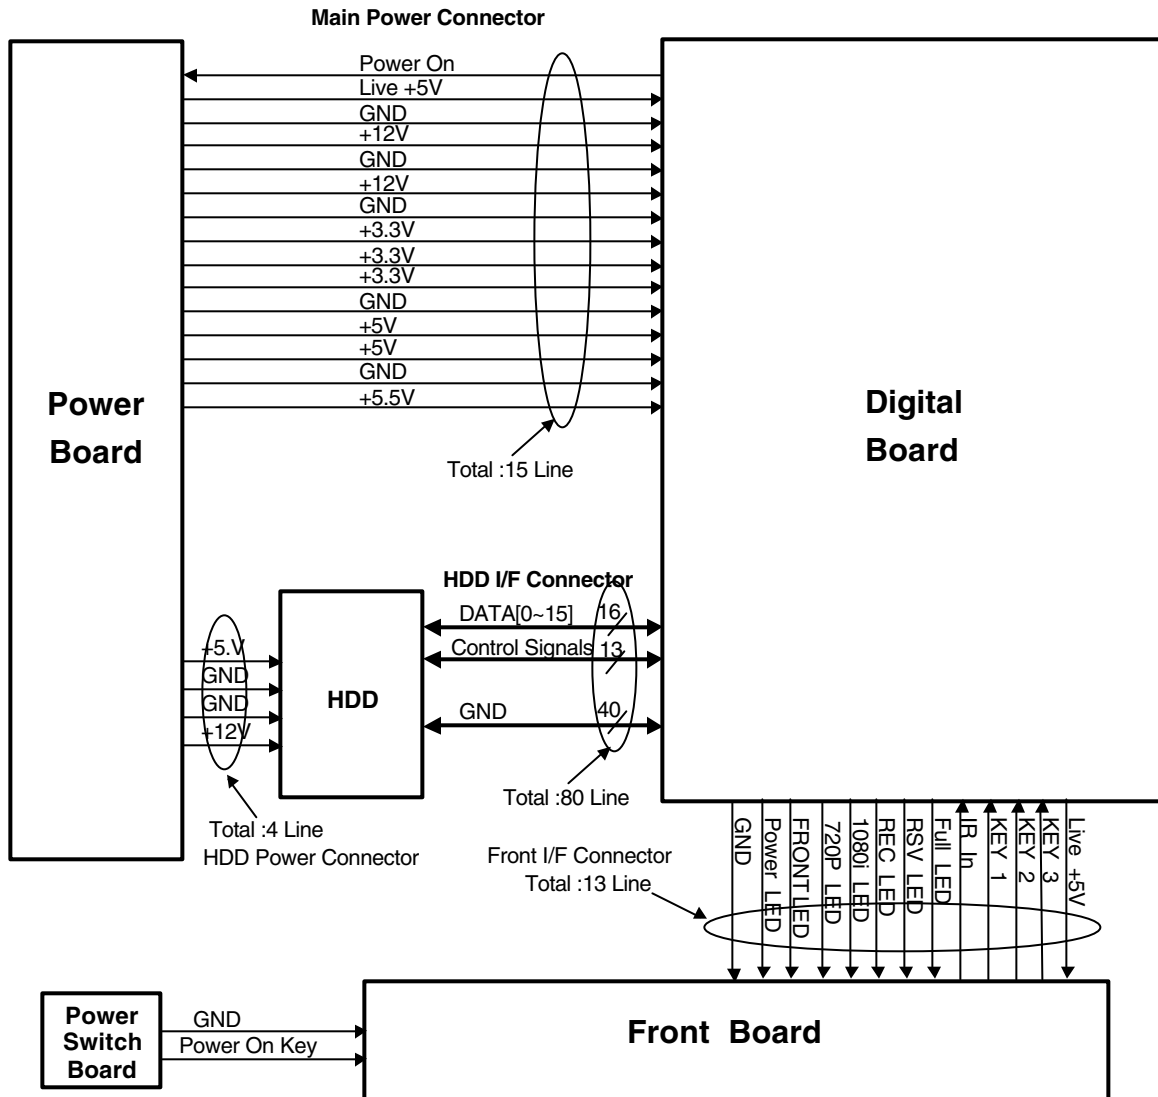 Main Power Connector
Power On
Live +5V
GND
+12V
GND
+12V
GND
+3.3V
+3.3V
+3.3V
GND
+5V
+5V
GND
+5.5V
Power
Board
Digital
Board
Total :15 Line
HDD I/F Connector
DATA[0~15] 16
Control Signals 13
GND 40
+5.V
GND
GND
+12V
HDD
Total :80 Line
Total :4 Line
HDD Power Connector
Front I/F Connector
Total :13 Line
GND
Power LED
FRONT LED
720P LED
1080i LED
REC LED
RSV LED
Full LED
IR In
KEY 1
KEY 2
KEY 3
Live +5V
Power
Switch
Board
GND
Power On Key
Front Board